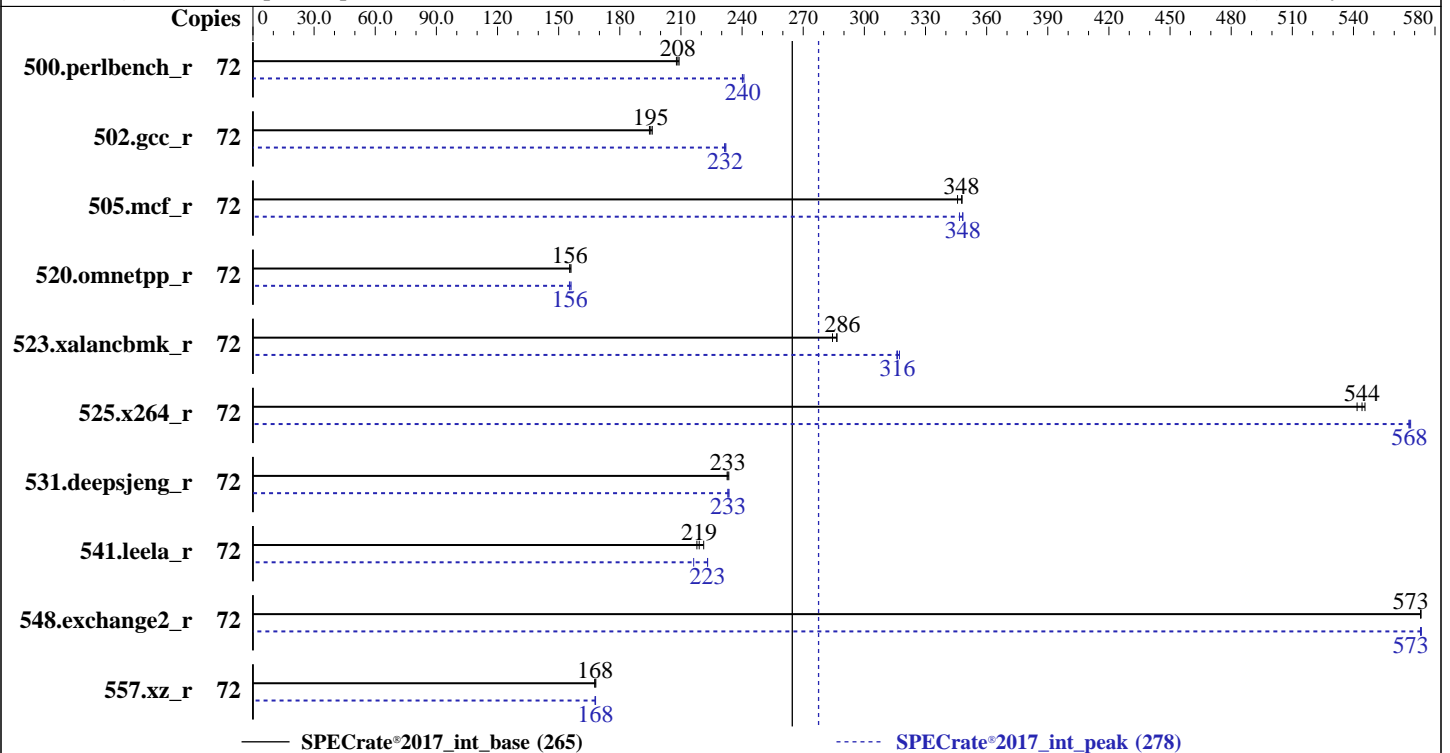 Copies 0 30.0 60.0 90.0 120 150 180 210 240 270 300 330 360 390 420 450 480 510 540 580
208
500.perlbench_r 72
240
195
502.gcc_r 72
232
348
505.mcf_r 72
348
156
520.omnetpp_r 72
156
286
523.xalancbmk_r 72
316
544
525.x264_r 72
568
233
531.deepsjeng_r 72
233
219
541.leela_r 72
223
573
548.exchange2_r 72
573
168
557.xz_r 72
168
SPECrate®2017_int_base (265) SPECrate®2017_int_peak (278)